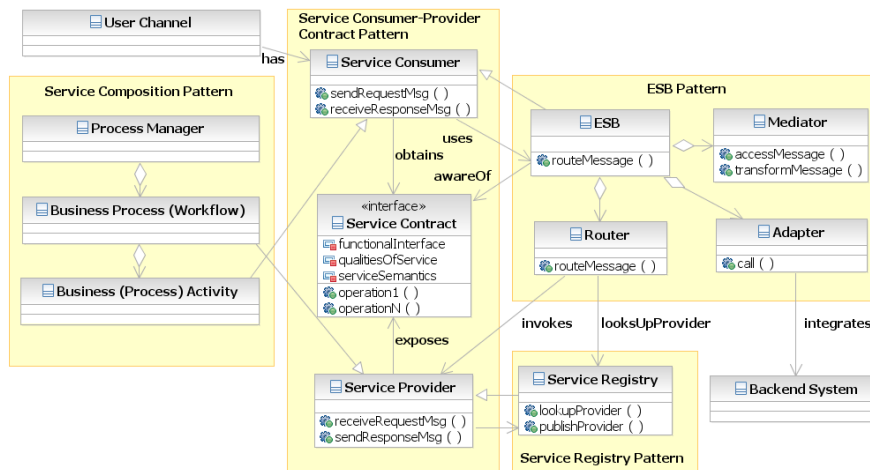 User Channel
has
Service Consumer-Provider
Contract Pattern
Service Consumer
sendRequestMsg ( )
receiveResponseMsg ( )
uses
obtains
awareOf
Service Composition Pattern
Process Manager
Business Process (Workflow)
Business (Process) Activity
«interface»
Service Contract
functionalInterface
qualitiesOfService
serviceSemantics
operation1 ( )
operationN ( )
exposes
Service Provider
receiveRequestMsg ( )
sendResponseMsg ( )
ESB Pattern
ESB
routeMessage ( )
Mediator
accessMessage ( )
transformMessage ( )
Router
routeMessage ( )
Adapter
call ( )
invokes
looksUpProvider
integrates
Service Registry
lookupProvider ( )
publishProvider ( )
Service Registry Pattern
Backend System